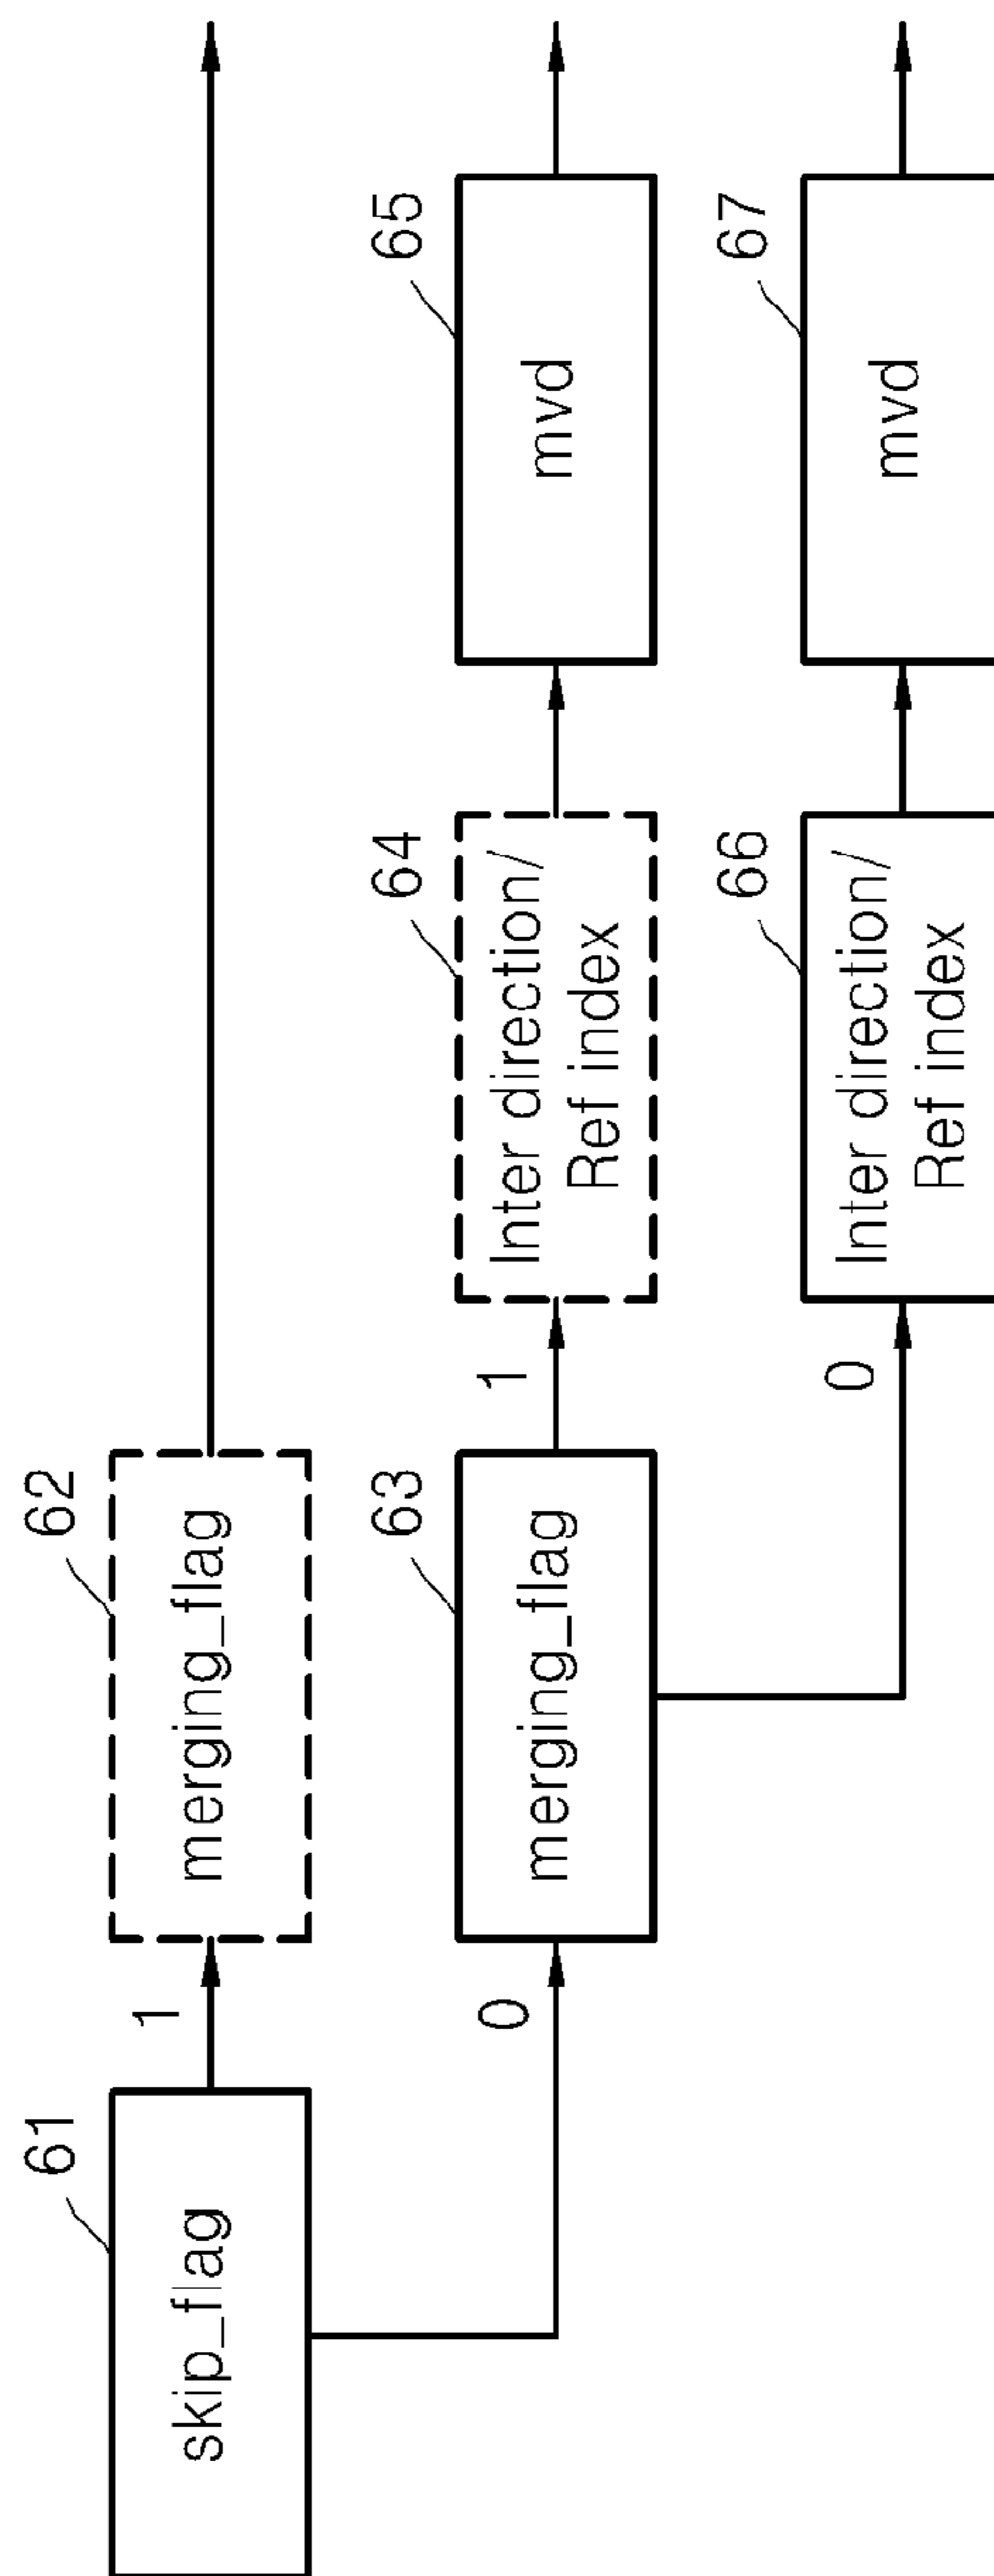 61
skip_flag
1
62
merging_flag
0
63
merging_flag
1
64
Inter direction/
Ref index
65
mvd
0
66
Inter direction/
Ref index
67
mvd